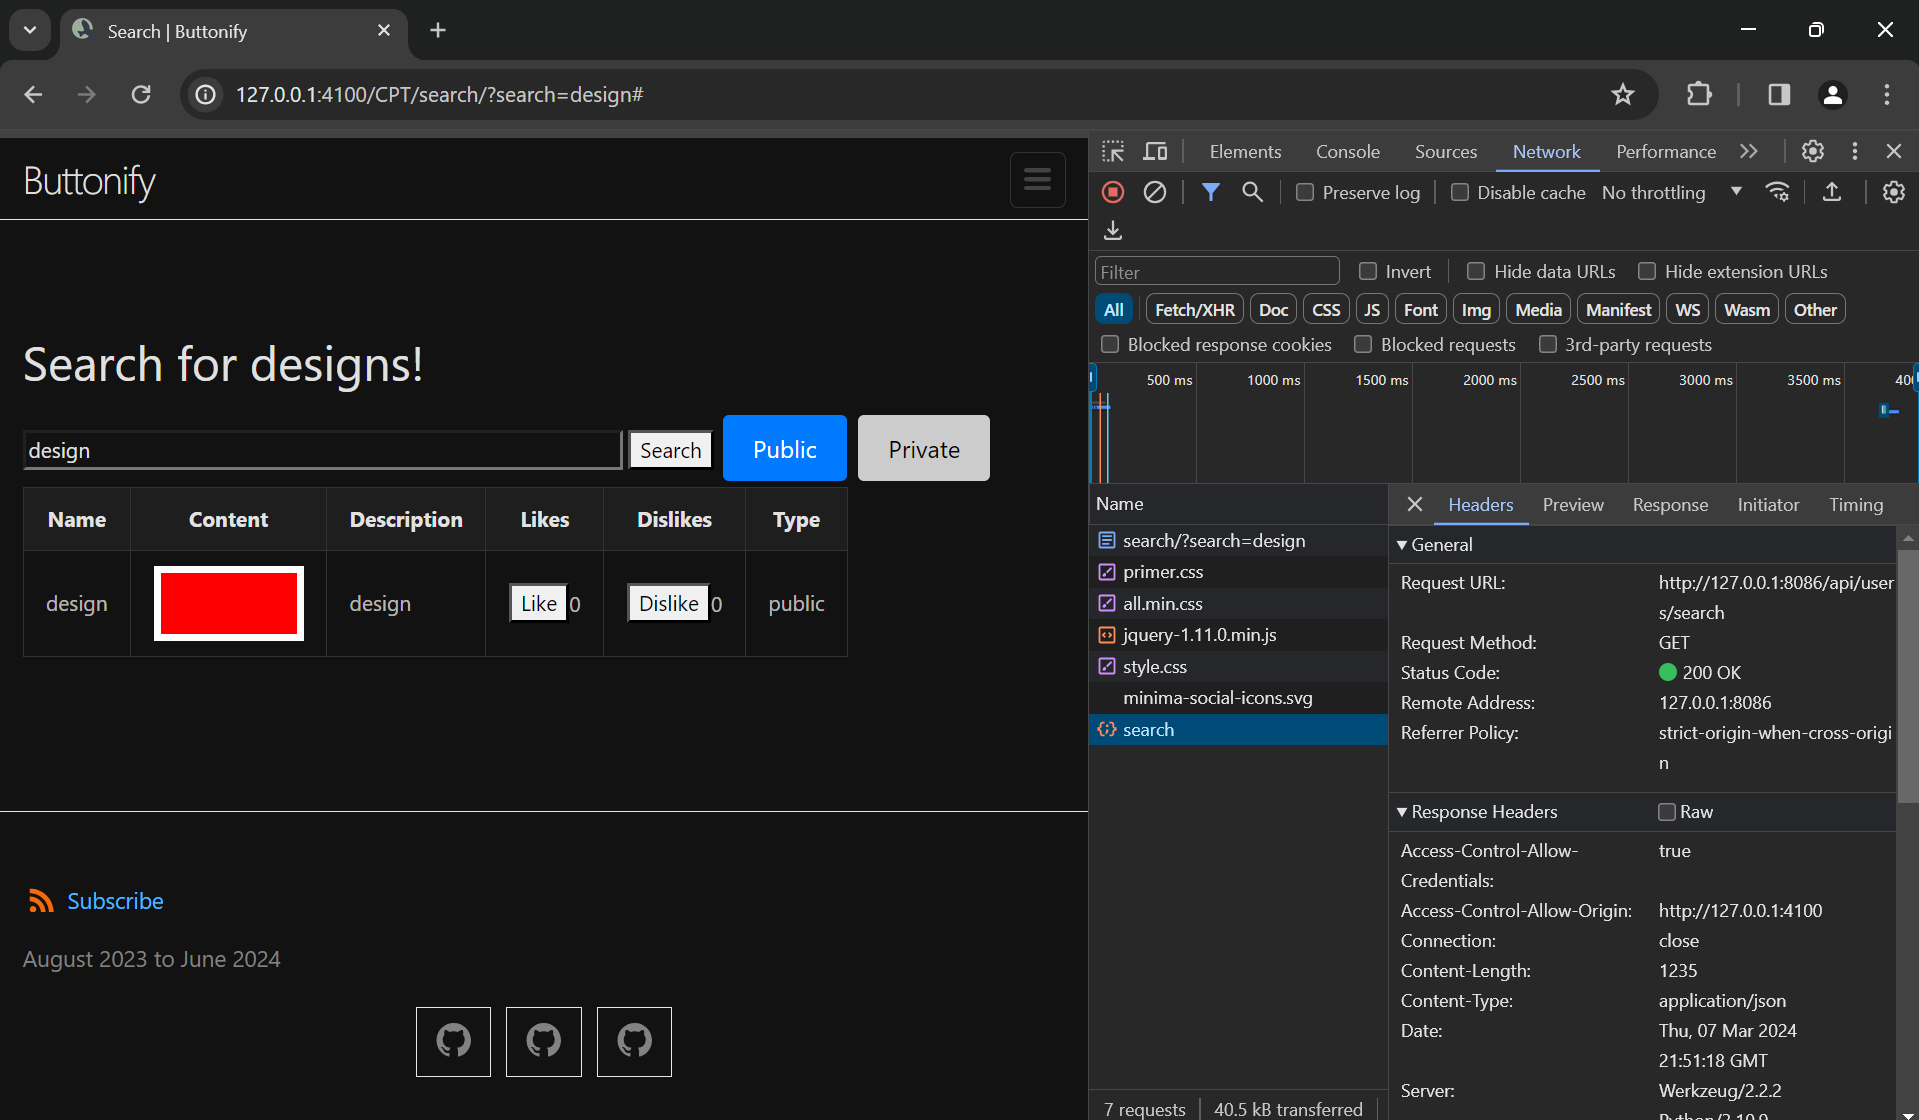 Search | Buttonify
127.0.0.1:4100/CPT/search/?search=design#
Buttonify
Search for designs!
design
Search
Public
Private
Name Content Description Likes Dislikes Type
design design Like 0 Dislike 0 public
Subscribe
August 2023 to June 2024
Elements Console Sources Network Performance
Preserve log Disable cache No throttling
Filter Invert Hide data URLs Hide extension URLs
All Fetch/XHR Doc CSS JS Font Img Media Manifest WS Wasm Other
Blocked response cookies Blocked requests 3rd-party requests
500 ms 1000 ms 1500 ms 2000 ms 2500 ms 3000 ms 3500 ms
Name
search/?search=design
primer.css
all.min.css
jquery-1.11.0.min.js
style.css
minima-social-icons.svg
search
7 requests 40.5 kB transferred
Headers Preview Response Initiator Timing
General
Request URL: http://127.0.0.1:8086/api/user
s/search
Request Method: GET
Status Code: 200 OK
Remote Address: 127.0.0.1:8086
Referrer Policy: strict-origin-when-cross-origi
n
Response Headers Raw
Access-Control-Allow- true
Credentials:
Access-Control-Allow-Origin: http://127.0.0.1:4100
Connection: close
Content-Length: 1235
Content-Type: application/json
Date: Thu, 07 Mar 2024
21:51:18 GMT
Server: Werkzeug/2.2.2